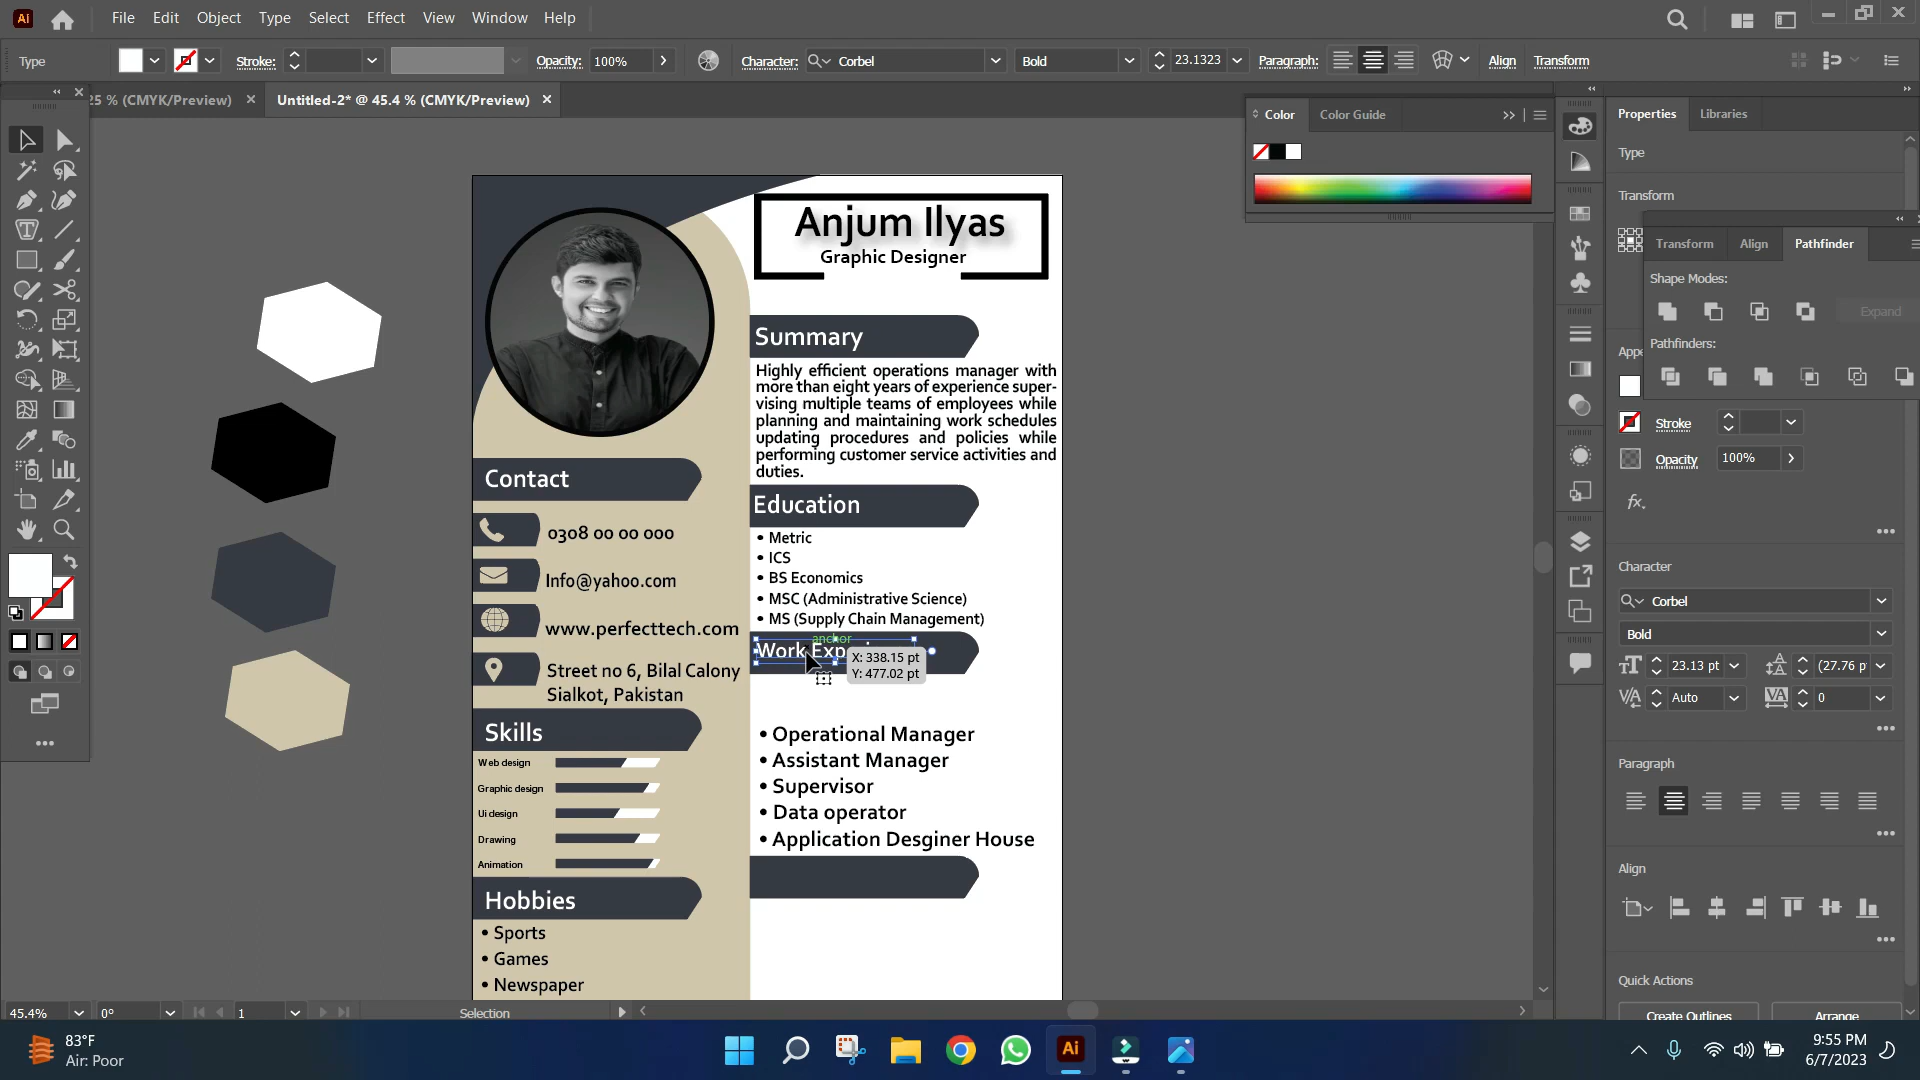 File Edit Object Type Select Effect View Window Help
Type Stroke: Opacity: 100% Character: Corbel Bold 23.1323 Paragraph: Align Transform
25 % (CMYK/Preview) Untitled-2* @ 45.4 % (CMYK/Preview)
Color Color Guide
Properties Libraries
Type
Transform
Transform Align Pathfinder
Shape Modes:
Expand
Pathfinders:
Appe
Stroke
Opacity 100%
fx
Character
Corbel
Bold
23.13 pt (27.76 p
Auto 0
Paragraph
Align
Quick Actions
Create Outlines Arrange
Anjum Ilyas
Graphic Designer
Summary
Highly efficient operations manager with
more than eight years of experience super-
vising multiple teams of employees while
planning and maintaining work schedules
updating procedures and policies while
performing customer service activities and
duties.
Education
• Metric
• ICS
• BS Economics
• MSC (Administrative Science)
• MS (Supply Chain Management)
anchor
Work
X: 338.15 pt
Y: 477.02 pt
• Operational Manager
• Assistant Manager
• Supervisor
• Data operator
• Application Desginer House
Contact
0308 00 00 000
Info@yahoo.com
www.perfecttech.com
Street no 6, Bilal Calony
Sialkot, Pakistan
Skills
Web design
Graphic design
Ui design
Drawing
Animation
Hobbies
• Sports
• Games
• Newspaper
45.4% 0° 1 Selection
83°F
Air: Poor
Ai
9:55 PM
6/7/2023